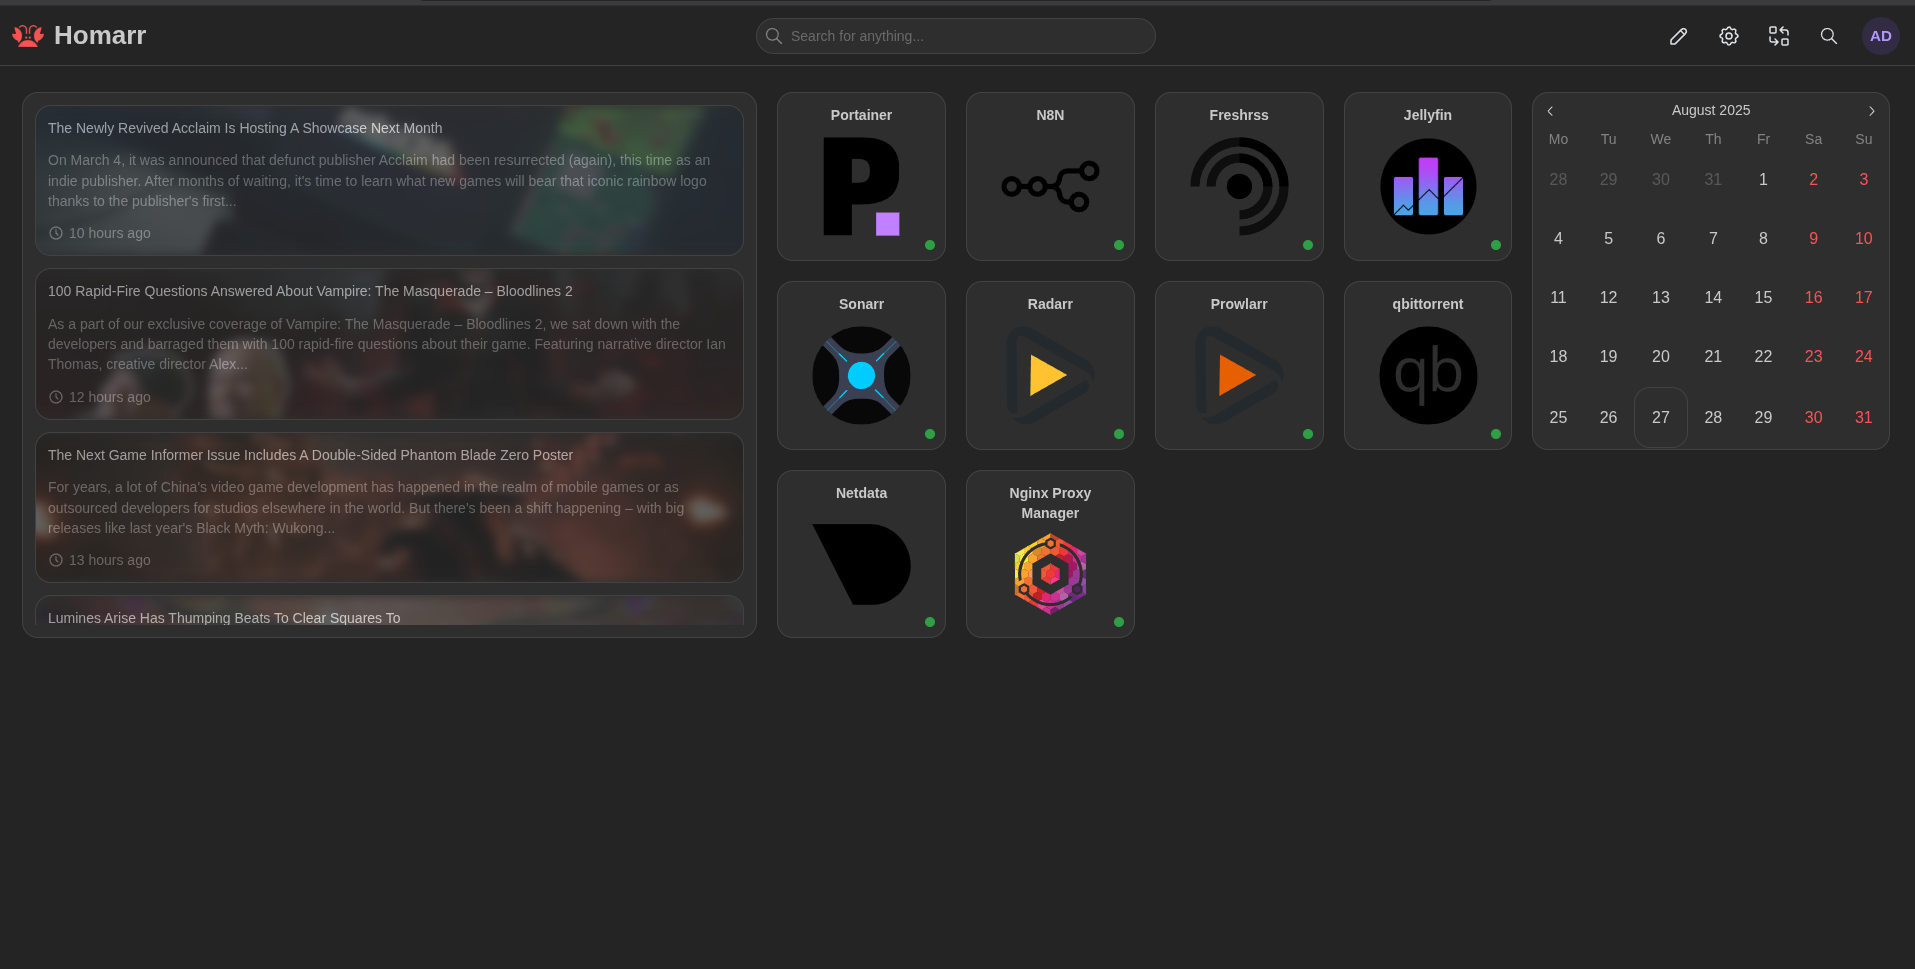 Homarr
Search for anything...
AD
The Newly Revived Acclaim Is Hosting A Showcase Next Month
On March 4, it was announced that defunct publisher Acclaim had been resurrected (again), this time as an
indie publisher. After months of waiting, it's time to learn what new games will bear that iconic rainbow logo
thanks to the publisher's first...
10 hours ago
100 Rapid-Fire Questions Answered About Vampire: The Masquerade – Bloodlines 2
As a part of our exclusive coverage of Vampire: The Masquerade – Bloodlines 2, we sat down with the
developers and barraged them with 100 rapid-fire questions about their game. Featuring narrative director Ian
Thomas, creative director Alex...
12 hours ago
The Next Game Informer Issue Includes A Double-Sided Phantom Blade Zero Poster
For years, a lot of China's video game development has happened in the realm of mobile games or as
outsourced developers for studios elsewhere in the world. But there's been a shift happening – with big
releases like last year's Black Myth: Wukong...
13 hours ago
Lumines Arise Has Thumping Beats To Clear Squares To
Portainer
N8N
Freshrss
Jellyfin
Sonarr
Radarr
Prowlarr
qbittorrent
qb
Netdata
Nginx Proxy
Manager
August 2025
Mo Tu We Th Fr Sa Su
28 29 30 31 1 2 3
4 5 6 7 8 9 10
11 12 13 14 15 16 17
18 19 20 21 22 23 24
25 26 27 28 29 30 31